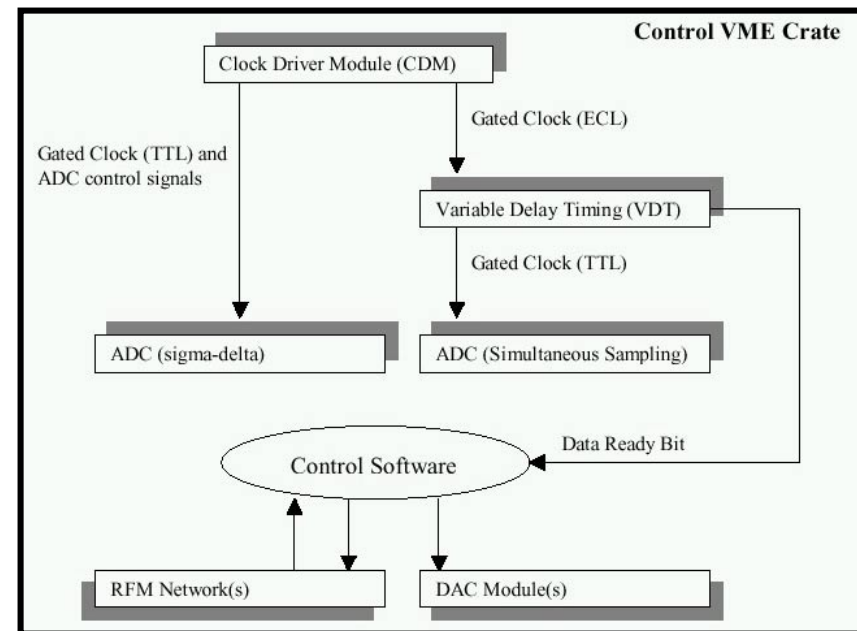 Control VME Crate
Clock Driver Module (CDM)
Gated Clock (ECL)
Gated Clock (TTL) and
ADC control signals
Variable Delay Timing (VDT)
Gated Clock (TTL)
ADC (sigma-delta)
ADC (Simultaneous Sampling)
Data Ready Bit
Control Software
RFM Network(s)
DAC Module(s)